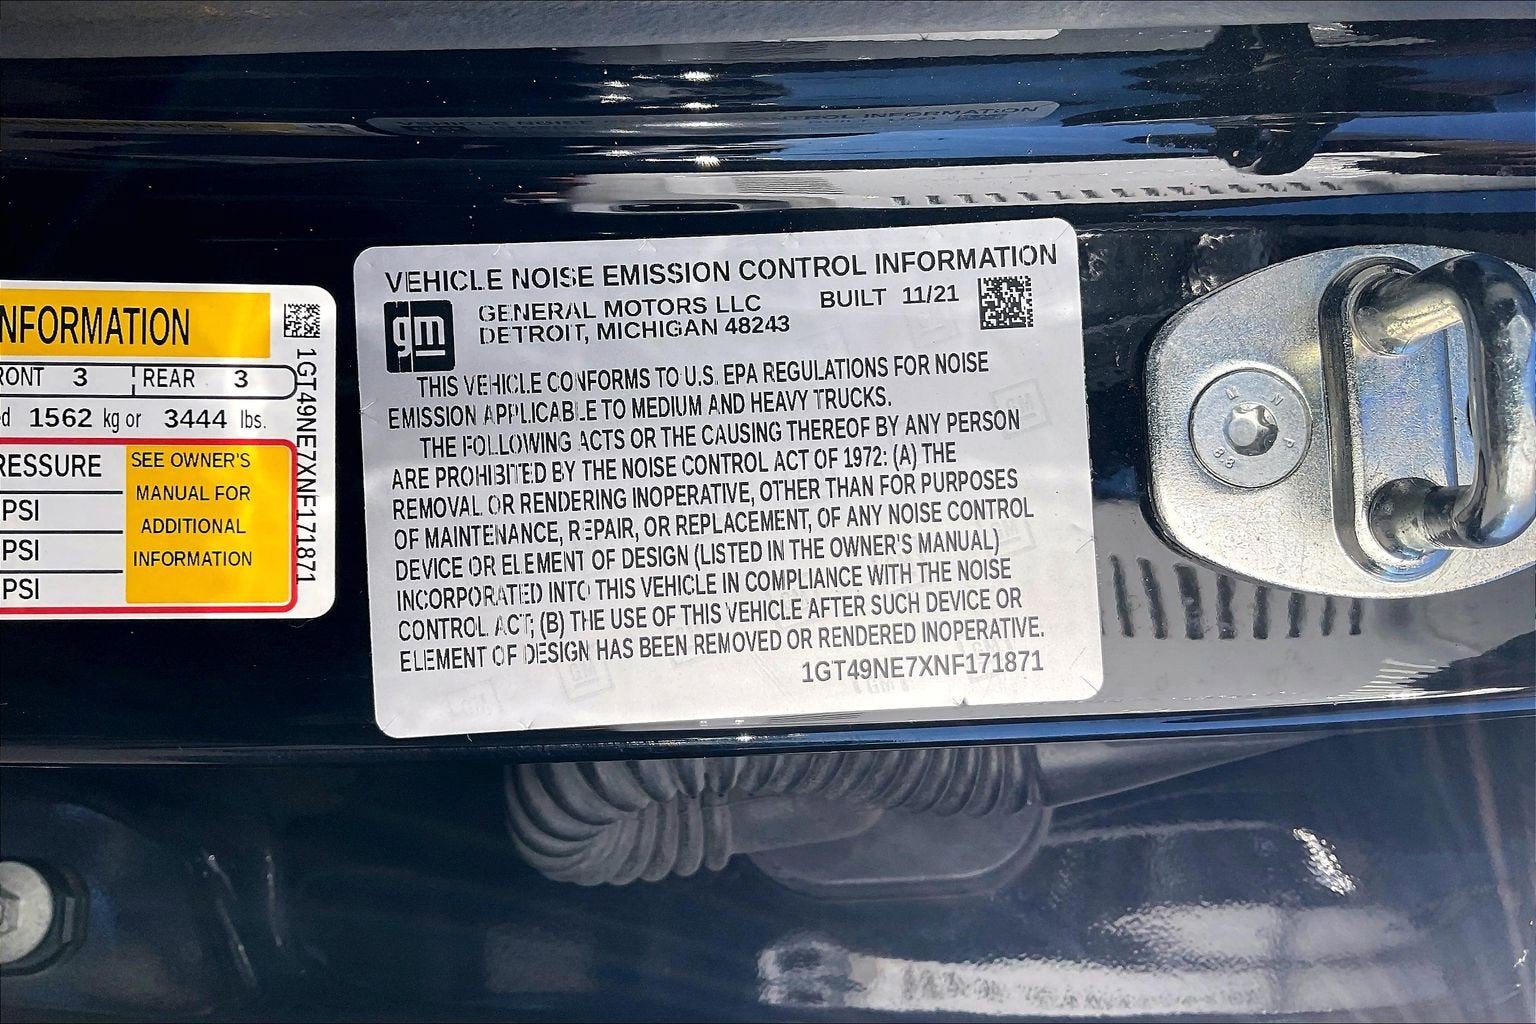 NFORMATION
RONT 3 REAR 3
ed 1562 kg or 3444 lbs.
RESSURE
PSI
PSI
PSI
SEE OWNER'S
MANUAL FOR
ADDITIONAL
INFORMATION
1GT49NE7XNF171871
VEHICLE NOISE EMISSION CONTROL INFORMATION
gm
GENERAL MOTORS LLC BUILT 11/21
DETROIT, MICHIGAN 48243
THIS VEHICLE CONFORMS TO U.S. EPA REGULATIONS FOR NOISE
EMISSION APPLICABLE TO MEDIUM AND HEAVY TRUCKS.
THE FOLLOWING ACTS OR THE CAUSING THEREOF BY ANY PERSON
ARE PROHIBITED BY THE NOISE CONTROL ACT OF 1972: (A) THE
REMOVAL OR RENDERING INOPERATIVE, OTHER THAN FOR PURPOSES
OF MAINTENANCE, REPAIR, OR REPLACEMENT, OF ANY NOISE CONTROL
DEVICE OR ELEMENT OF DESIGN (LISTED IN THE OWNER'S MANUAL)
INCORPORATED INTO THIS VEHICLE IN COMPLIANCE WITH THE NOISE
CONTROL ACT; (B) THE USE OF THIS VEHICLE AFTER SUCH DEVICE OR
ELEMENT OF DESIGN HAS BEEN REMOVED OR RENDERED INOPERATIVE.
1GT49NE7XNF171871